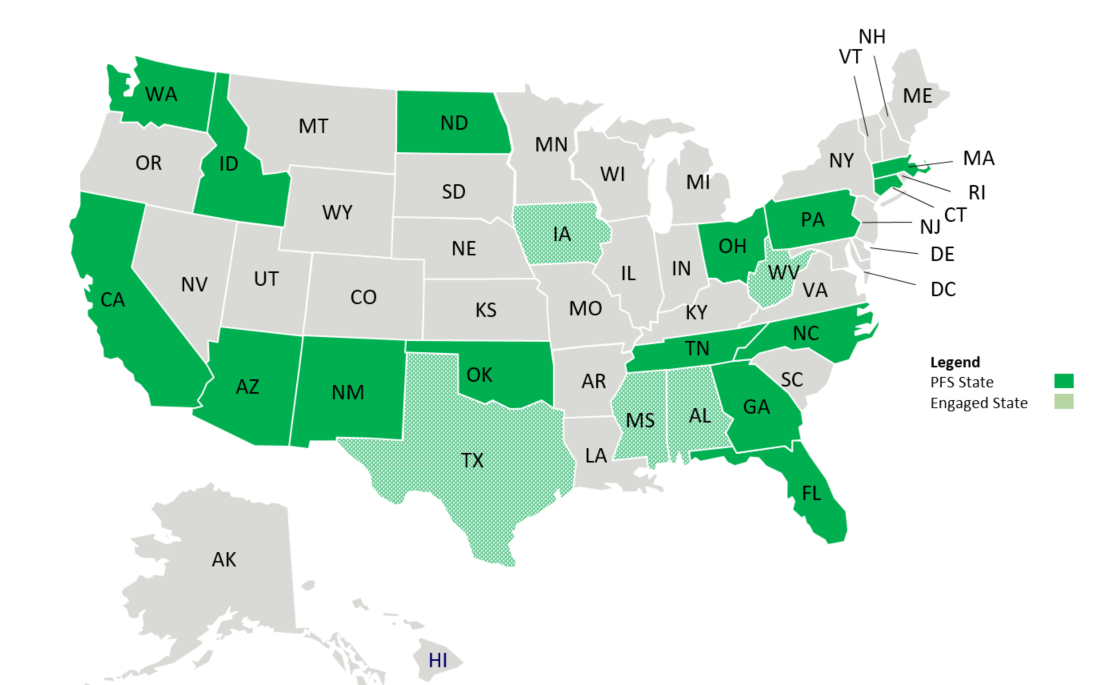 NH
VT
ME
WA
MT
ND
MN
OR
ID
SD
WI
MI
NY
MA
RI
CT
WY
IA
PA
NJ
NE
OH
DE
NV
UT
CO
IL
IN
WV
VA
DC
CA
KS
MO
KY
NC
TN
Legend
PFS State
Engaged State
AZ
NM
OK
AR
SC
MS
AL
GA
TX
LA
FL
AK
HI